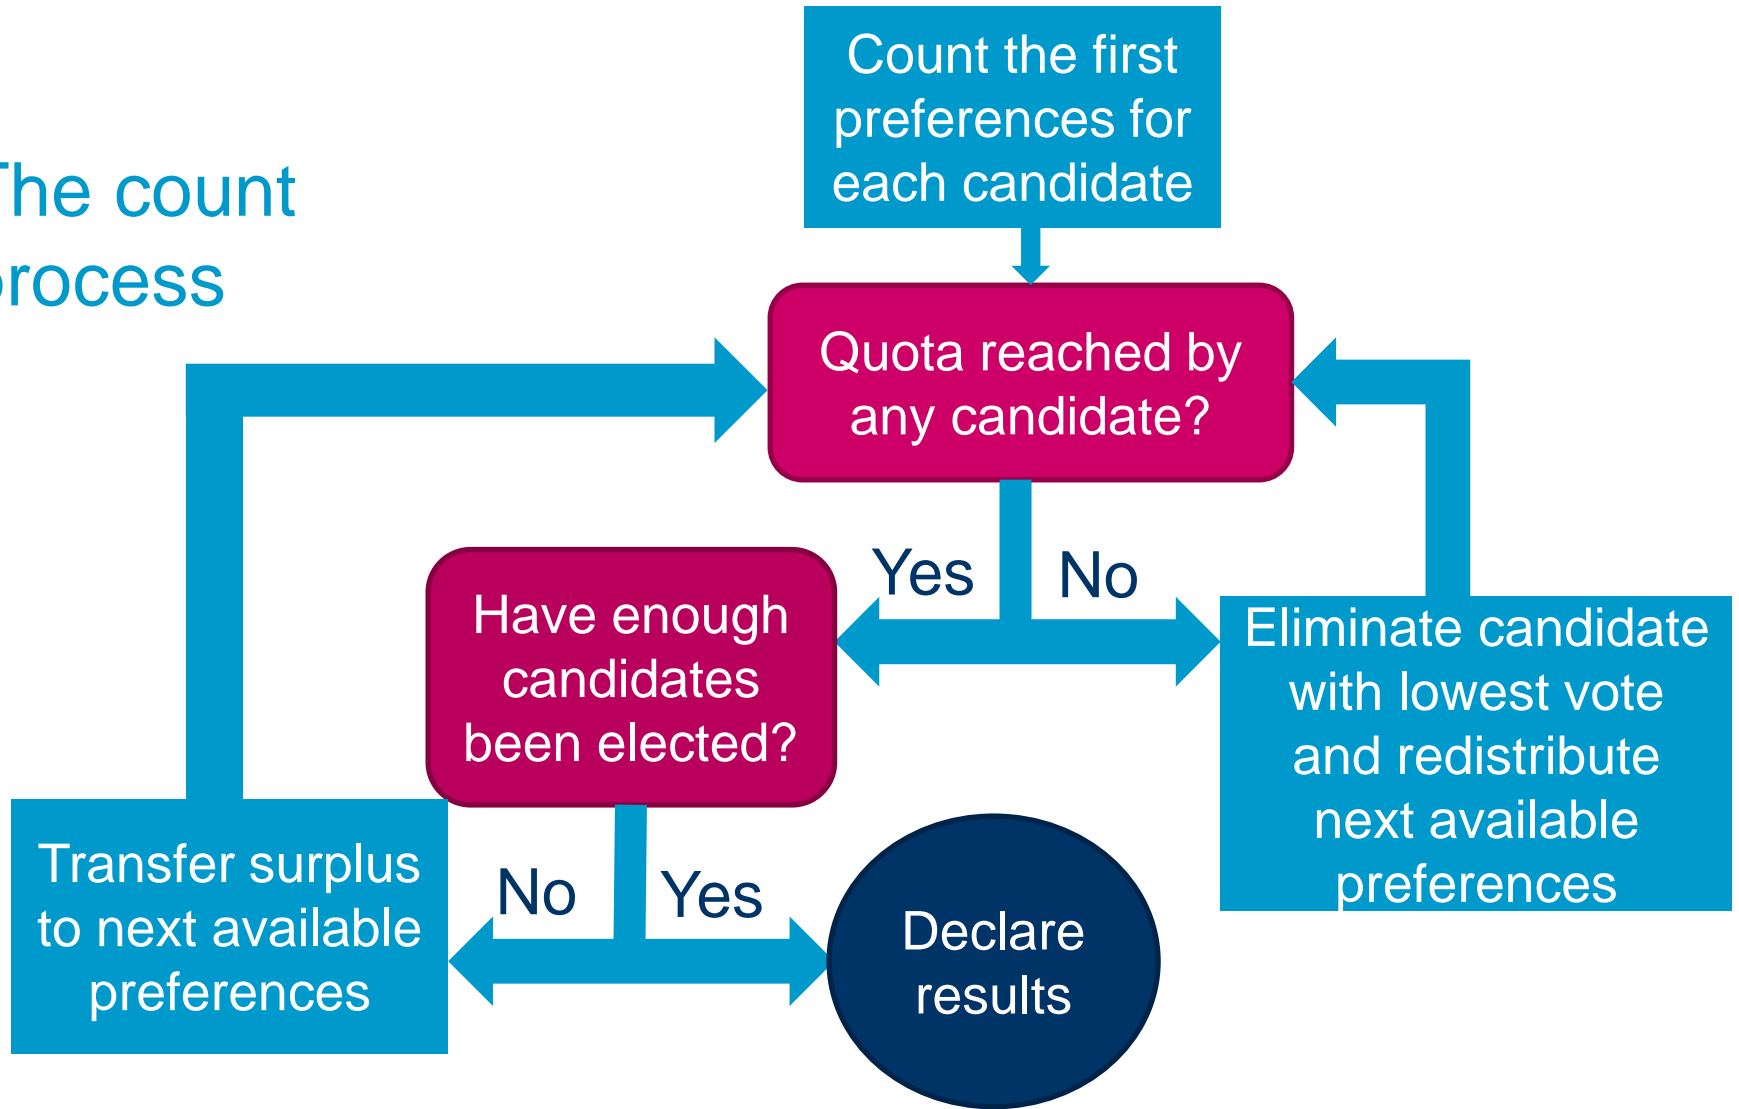 The count
process
Count the first
preferences for
each candidate
Quota reached by
any candidate?
Yes
No
Have enough
candidates
been elected?
Eliminate candidate
with lowest vote
and redistribute
next available
preferences
Transfer surplus
to next available
preferences
No
Yes
Declare
results